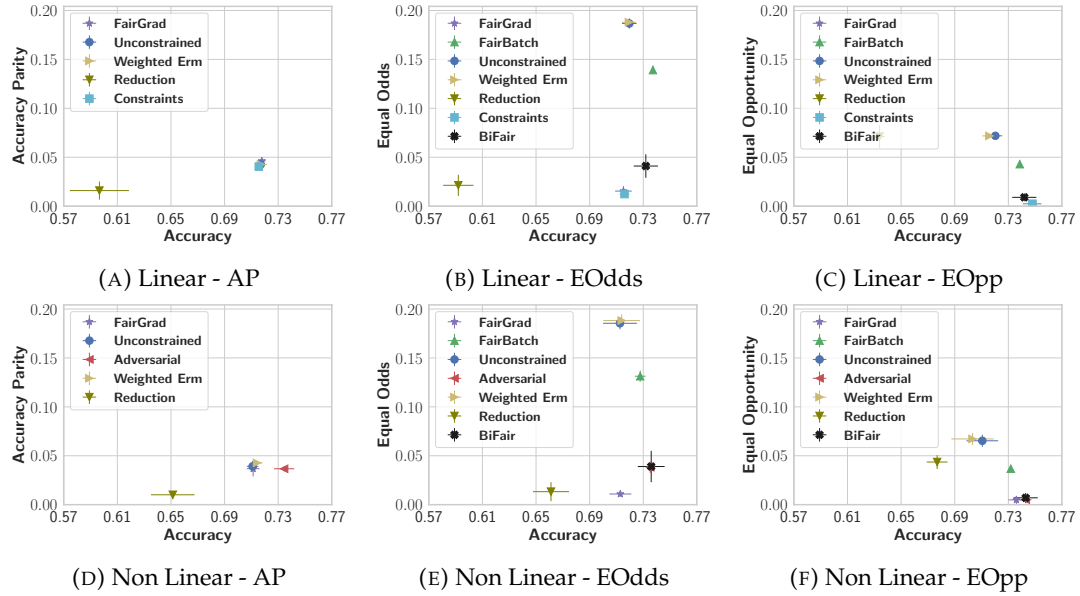 Accuracy Parity
0.20
0.15
0.10
0.05
0.00
FairGrad
Unconstrained
Weighted Erm
Reduction
Constraints
0.57 0.61 0.65 0.69 0.73 0.77
Accuracy
(A) Linear - AP
Equal Odds
0.20
0.15
0.10
0.05
0.00
FairGrad
FairBatch
Unconstrained
Weighted Erm
Reduction
Constraints
BiFair
0.57 0.61 0.65 0.69 0.73 0.77
Accuracy
(B) Linear - EOdds
Equal Opportunity
0.20
0.15
0.10
0.05
0.00
FairGrad
FairBatch
Unconstrained
Weighted Erm
Reduction
Constraints
BiFair
0.57 0.61 0.65 0.69 0.73 0.77
Accuracy
(C) Linear - EOpp
Accuracy Parity
0.20
0.15
0.10
0.05
0.00
FairGrad
Unconstrained
Adversarial
Weighted Erm
Reduction
0.57 0.61 0.65 0.69 0.73 0.77
Accuracy
(D) Non Linear - AP
Equal Odds
0.20
0.15
0.10
0.05
0.00
FairGrad
FairBatch
Unconstrained
Adversarial
Weighted Erm
Reduction
BiFair
0.57 0.61 0.65 0.69 0.73 0.77
Accuracy
(E) Non Linear - EOdds
Equal Opportunity
0.20
0.15
0.10
0.05
0.00
FairGrad
FairBatch
Unconstrained
Adversarial
Weighted Erm
Reduction
BiFair
0.57 0.61 0.65 0.69 0.73 0.77
Accuracy
(F) Non Linear - EOpp